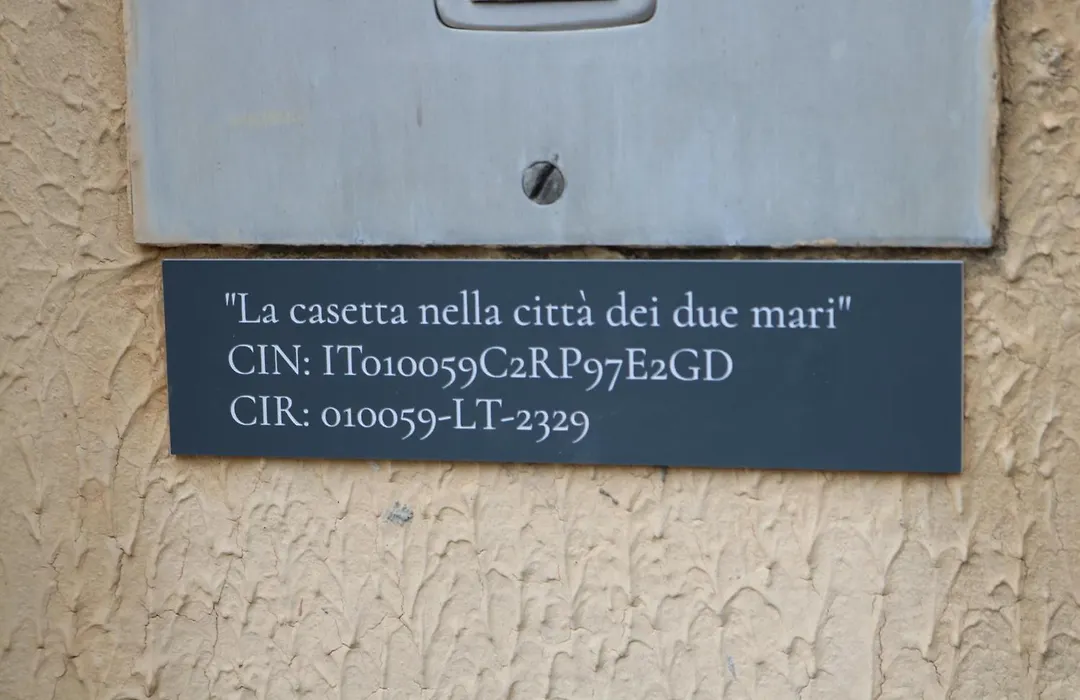 "La casetta nella città dei due mari"
CIN: IT010059C2RP97E2GD
CIR: 010059-LT-2329